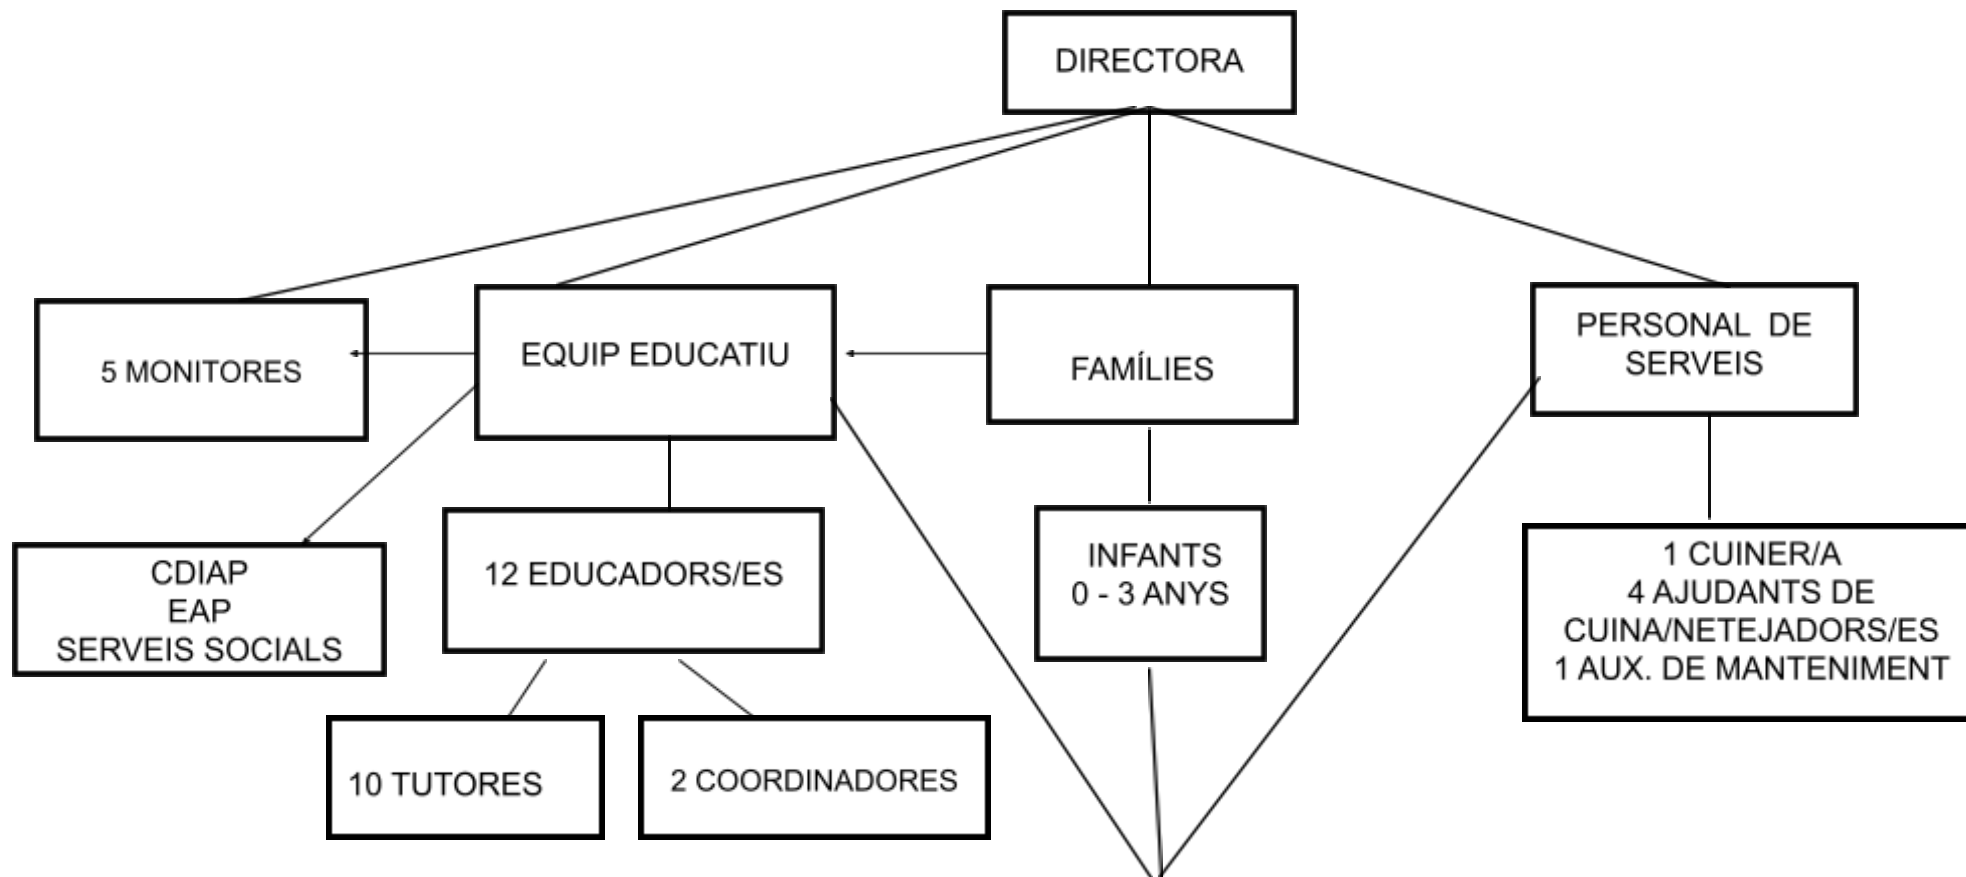 DIRECTORA
5 MONITORES
EQUIP EDUCATIU
FAMÍLIES
PERSONAL DE
SERVEIS
CDIAP
EAP
SERVEIS SOCIALS
12 EDUCADORS/ES
INFANTS
0 - 3 ANYS
1 CUINER/A
4 AJUDANTS DE
CUINA/NETEJADORS/ES
1 AUX. DE MANTENIMENT
10 TUTORES
2 COORDINADORES